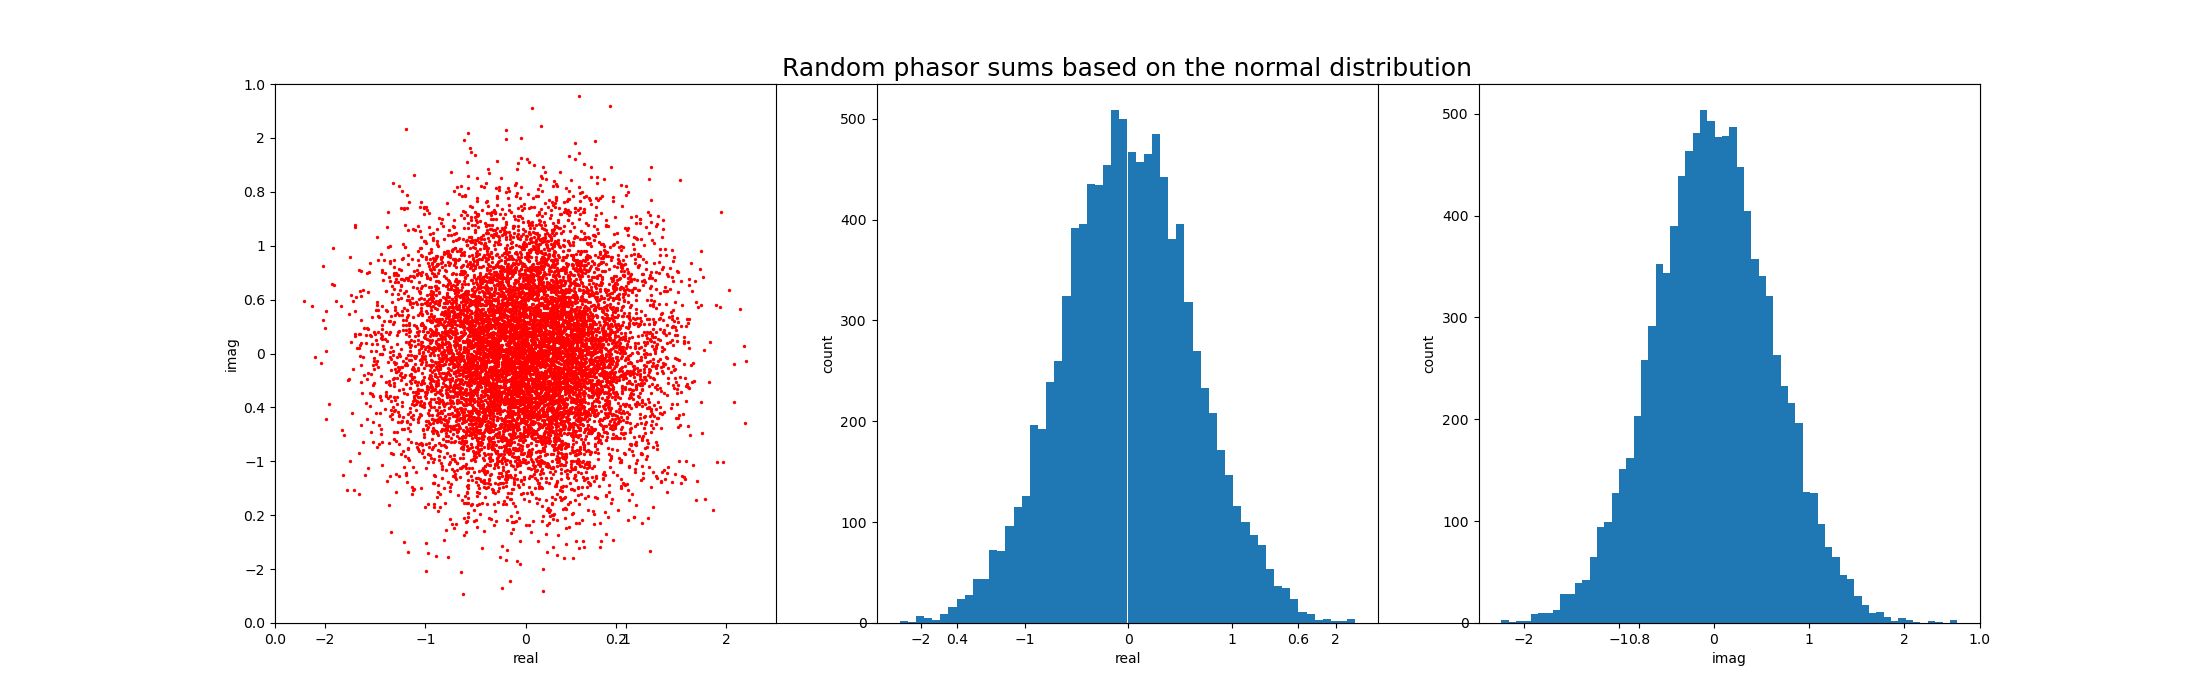 Random phasor sums based on the normal distribution
1.0
2
0.8
1
0.6
0
0.4
−1
0.2
−2
0.0
imag
0.0 −2 −1 0 0.2 1 2
real
500
400
300
200
100
0
count
−2 0.4 −1 0 1 0.6 2
real
500
400
300
200
100
0
count
−2 −1 0.8 0 1 2 1.0
imag